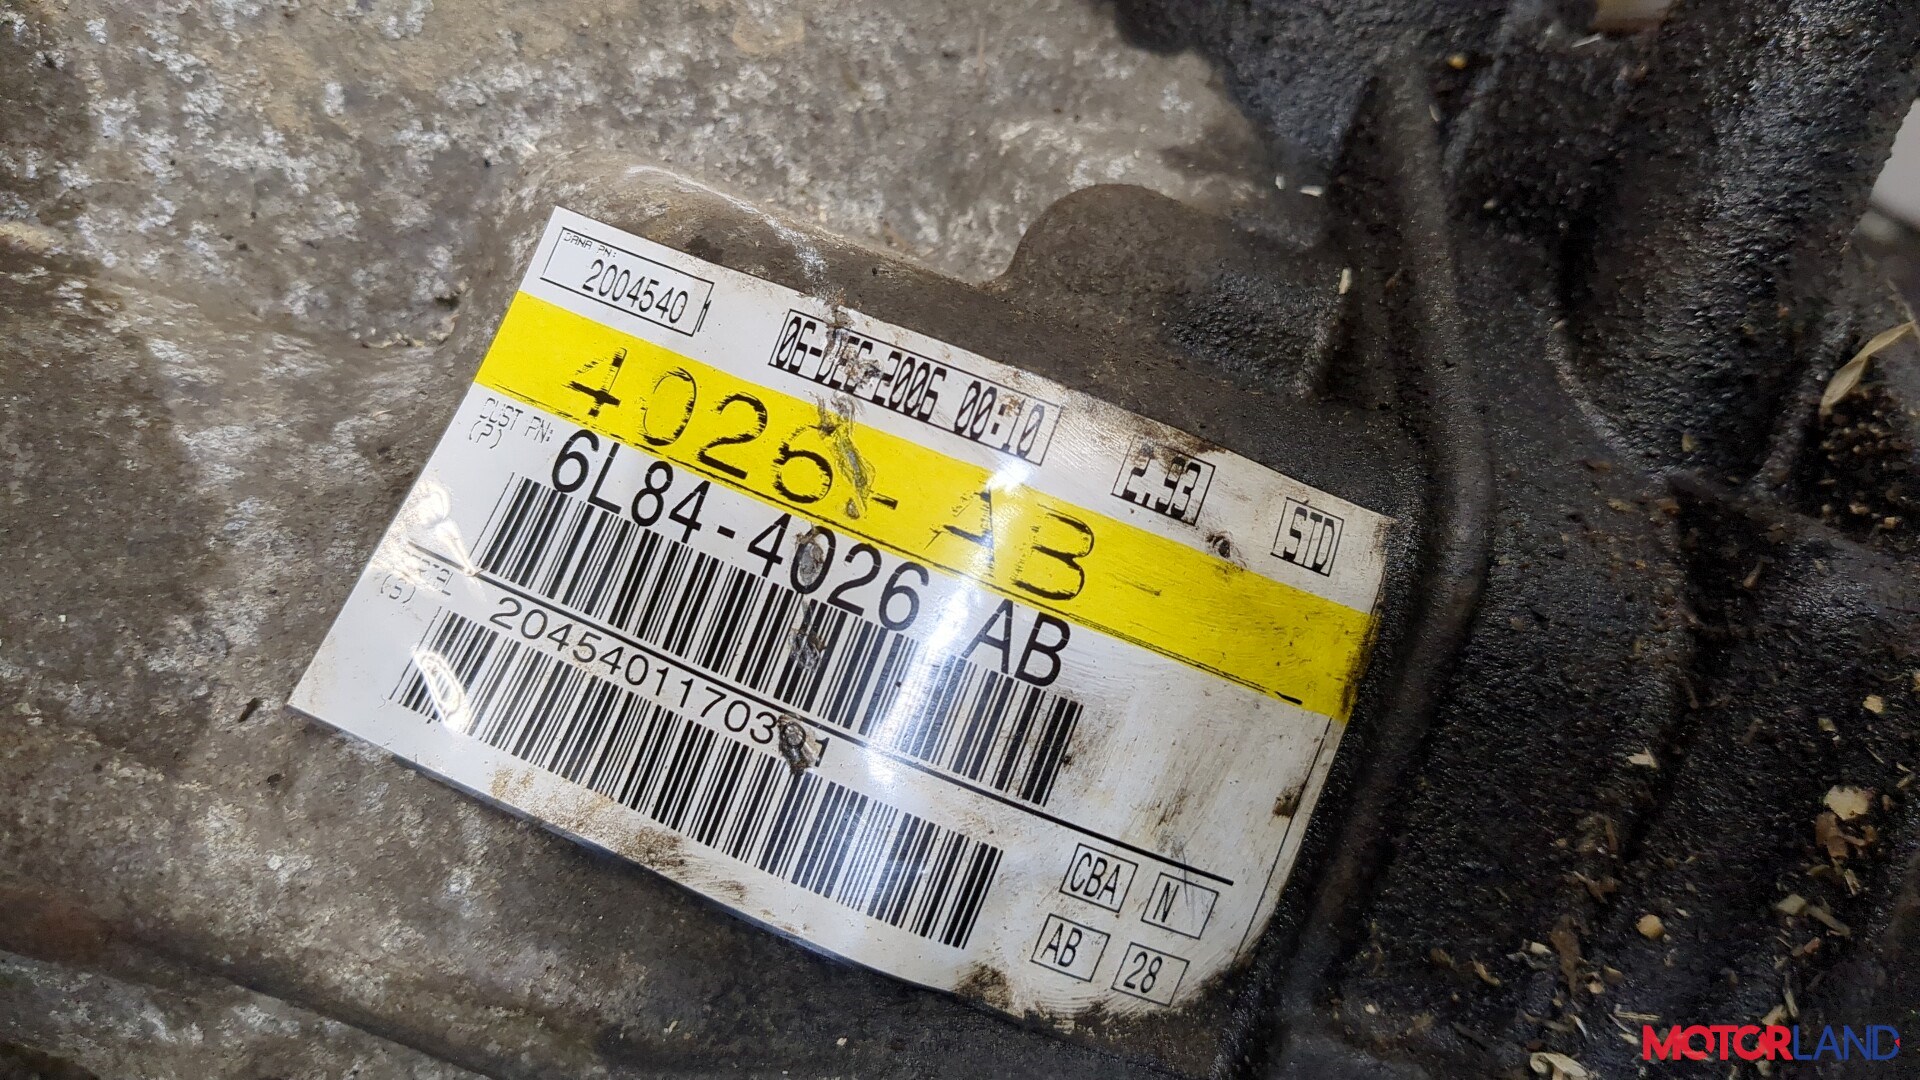 DANA PN:
2004540
06-DEC-2006 00:10
2.93
STD
4026-AB
CUST PN:
(P)
6L84-4026 AB
(S)
CBA
N
AB
28
MOTORLAND